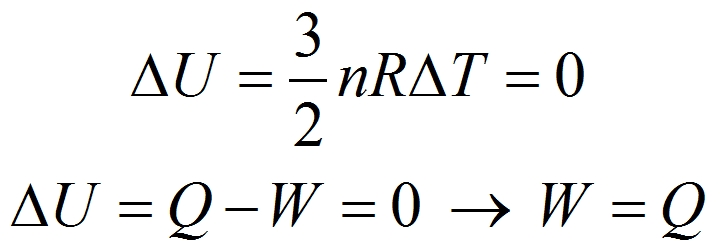 ΔU = 3/2 nRΔT = 0
ΔU = Q − W = 0 → W = Q